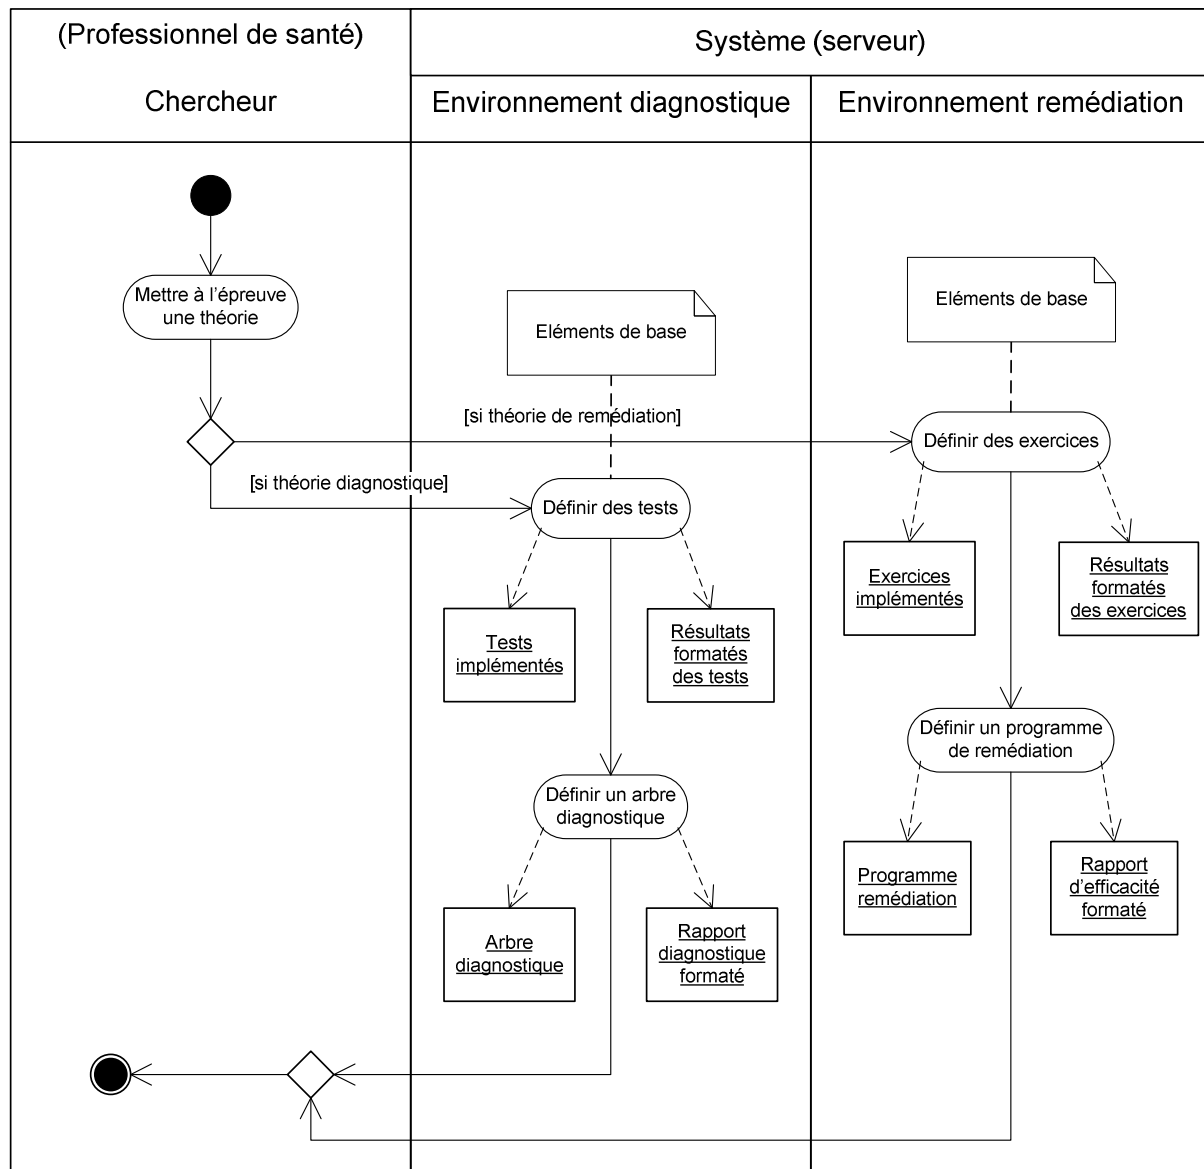 (Professionnel de santé)
Chercheur
Système (serveur)
Environnement diagnostique
Environnement remédiation
Mettre à l'épreuve
une théorie
Eléments de base
Eléments de base
[si théorie de remédiation]
Définir des exercices
[si théorie diagnostique]
Définir des tests
Exercices
implémentés
Résultats
formatés
des exercices
Tests
implémentés
Résultats
formatés
des tests
Définir un programme
de remédiation
Définir un arbre
diagnostique
Programme
remédiation
Rapport
d'efficacité
formaté
Arbre
diagnostique
Rapport
diagnostique
formaté